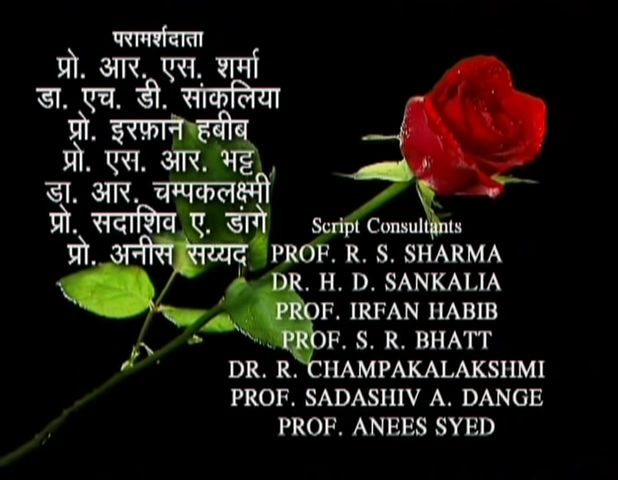 परामर्शदाता
प्रो. आर. एस. शर्मा
डा. एच. डी. सांकलिया
प्रो. इरफ़ान हबीब
प्रो. एस. आर. भट्ट
डा. आर. चम्पकलक्ष्मी
प्रो. सदाशिव ए. डांगे
प्रो. अनीस सय्यद
Script Consultants
PROF. R. S. SHARMA
DR. H. D. SANKALIA
PROF. IRFAN HABIB
PROF. S. R. BHATT
DR. R. CHAMPAKALAKSHMI
PROF. SADASHIV A. DANGE
PROF. ANEES SYED